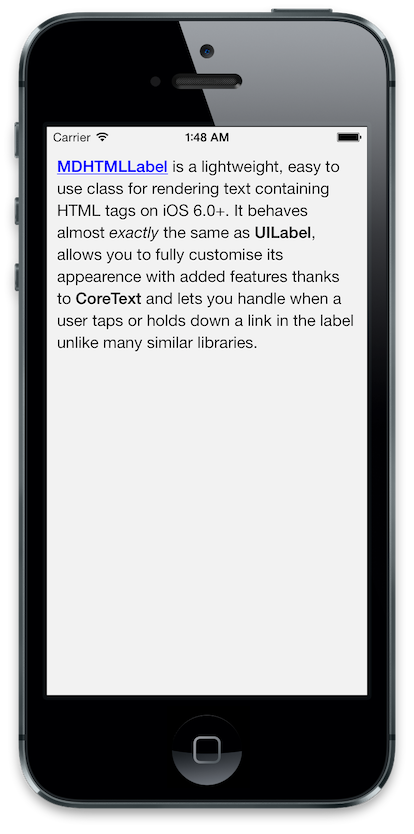 Carrier 1:48 AM
MDHTMLLabel is a lightweight, easy to
use class for rendering text containing
HTML tags on iOS 6.0+. It behaves
almost exactly the same as UILabel,
allows you to fully customise its
appearence with added features thanks
to CoreText and lets you handle when a
user taps or holds down a link in the label
unlike many similar libraries.